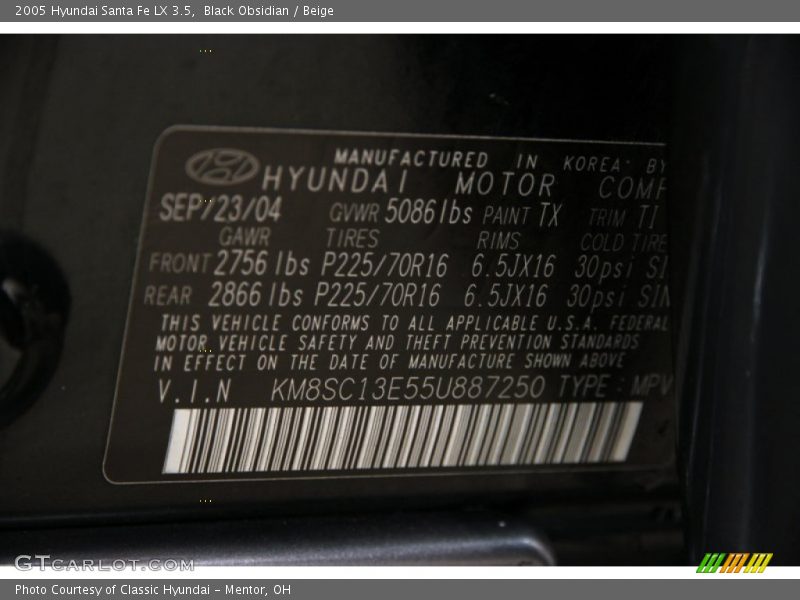 2005 Hyundai Santa Fe LX 3.5,  Black Obsidian / Beige
MANUFACTURED IN KOREA BY
HYUNDAI MOTOR COMP
SEP/23/04 GVWR 5086lbs PAINT TX TRIM TI
GAWR TIRES RIMS COLD TIRE
FRONT 2756 lbs P225/70R16 6.5JX16 30psi SI
REAR 2866 lbs P225/70R16 6.5JX16 30psi SIN
THIS VEHICLE CONFORMS TO ALL APPLICABLE U.S.A. FEDERAL
MOTOR VEHICLE SAFETY AND THEFT PREVENTION STANDARDS
IN EFFECT ON THE DATE OF MANUFACTURE SHOWN ABOVE
V.I.N KM8SC13E55U887250 TYPE : MPV
GTcarlot.com
Photo Courtesy of Classic Hyundai - Mentor, OH